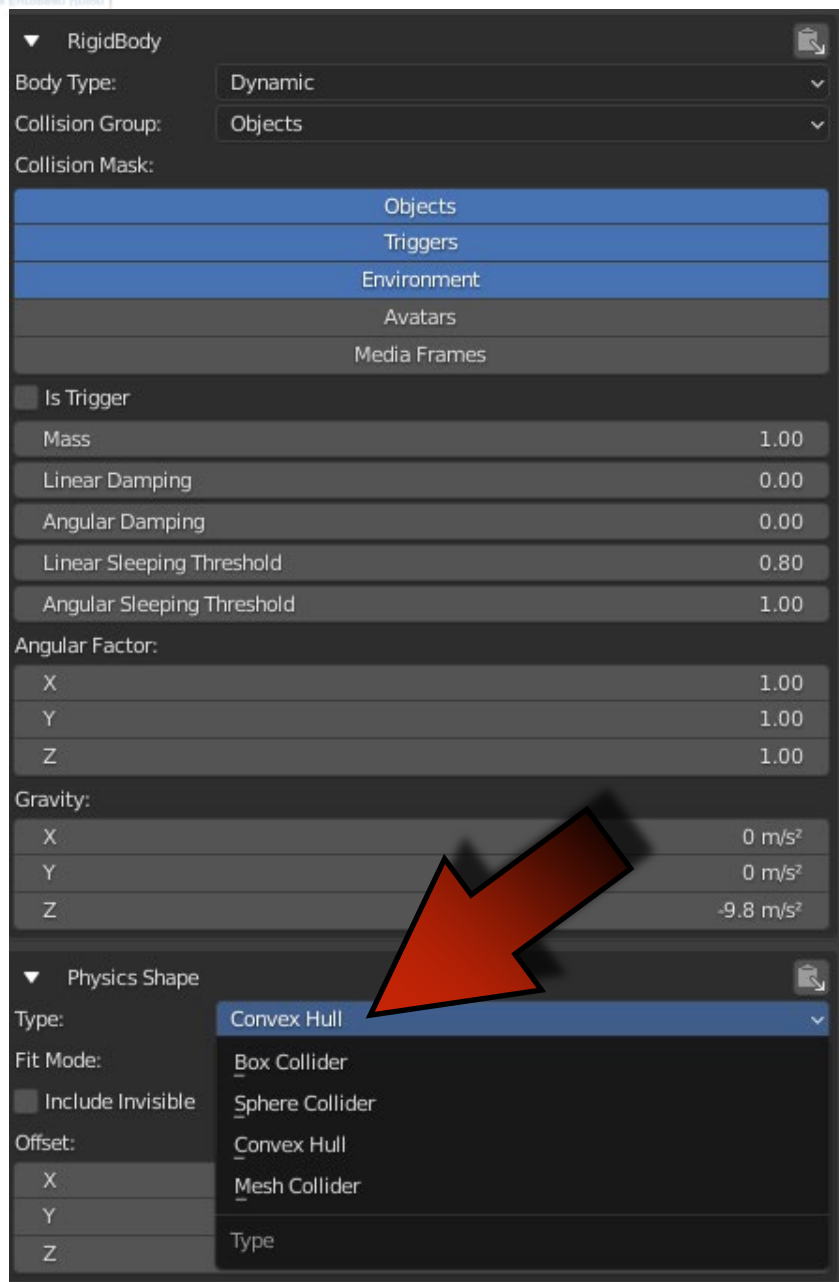 RigidBody
Body Type: Dynamic
Collision Group: Objects
Collision Mask:
Objects
Triggers
Environment
Avatars
Media Frames
Is Trigger
Mass 1.00
Linear Damping 0.00
Angular Damping 0.00
Linear Sleeping Threshold 0.80
Angular Sleeping Threshold 1.00
Angular Factor:
X 1.00
Y 1.00
Z 1.00
Gravity:
X 0 m/s²
Y 0 m/s²
Z -9.8 m/s²
Physics Shape
Type: Convex Hull
Fit Mode: Box Collider
Include Invisible Sphere Collider
Offset: Convex Hull
X Mesh Collider
Y
Z Type